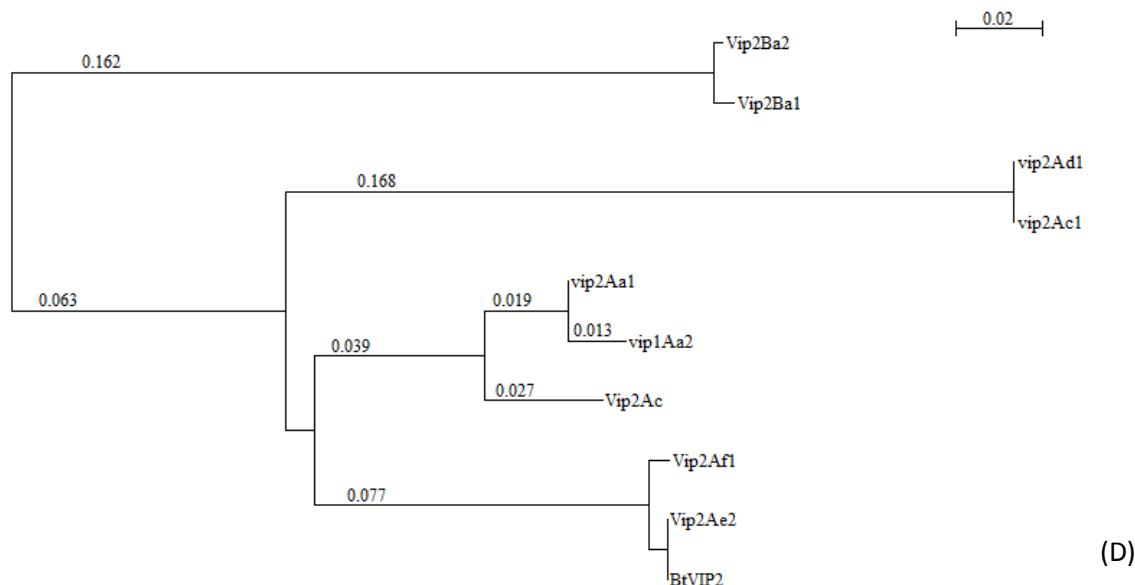 0.02
Vip2Ba2
0.162
Vip2Ba1
vip2Ad1
0.168
vip2Ac1
vip2Aa1
0.019
0.063
0.013
vip1Aa2
0.039
0.027
Vip2Ac
Vip2Af1
0.077
Vip2Ae2
(D)
BtVIP2